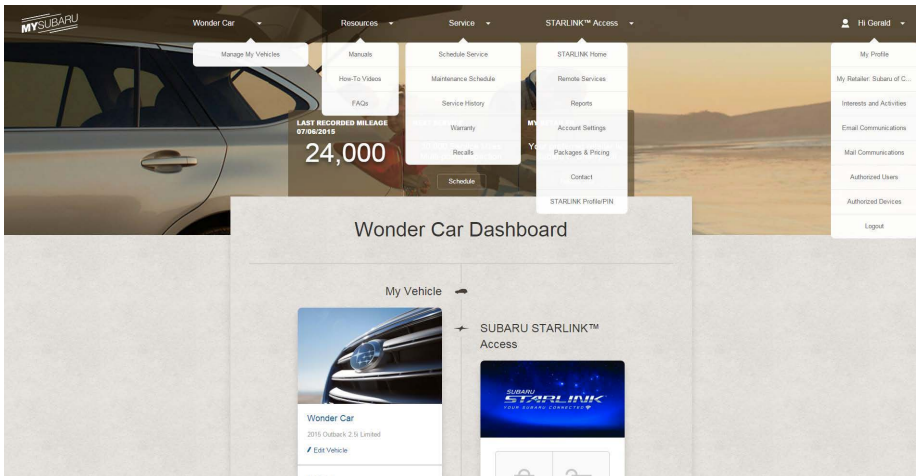 MYSUBARU
Wonder Car
Resources
Service
STARLINK™ Access
Hi Gerald
Manage My Vehicles
Manuals
How-To Videos
FAQs
Schedule Service
Maintenance Schedule
Service History
Warranty
Recalls
STARLINK Home
Remote Services
Reports
Account Settings
Packages & Pricing
Contact
STARLINK Profile/PIN
My Profile
My Retailer: Subaru of C...
Interests and Activities
Email Communications
Mail Communications
Authorized Users
Authorized Devices
Logout
LAST RECORDED MILEAGE
07/06/2015
24,000
Schedule
Wonder Car Dashboard
My Vehicle
SUBARU STARLINK™
Access
SUBARU
STARLINK
YOUR SUBARU CONNECTED
Wonder Car
2015 Outback 2.5i Limited
Edit Vehicle